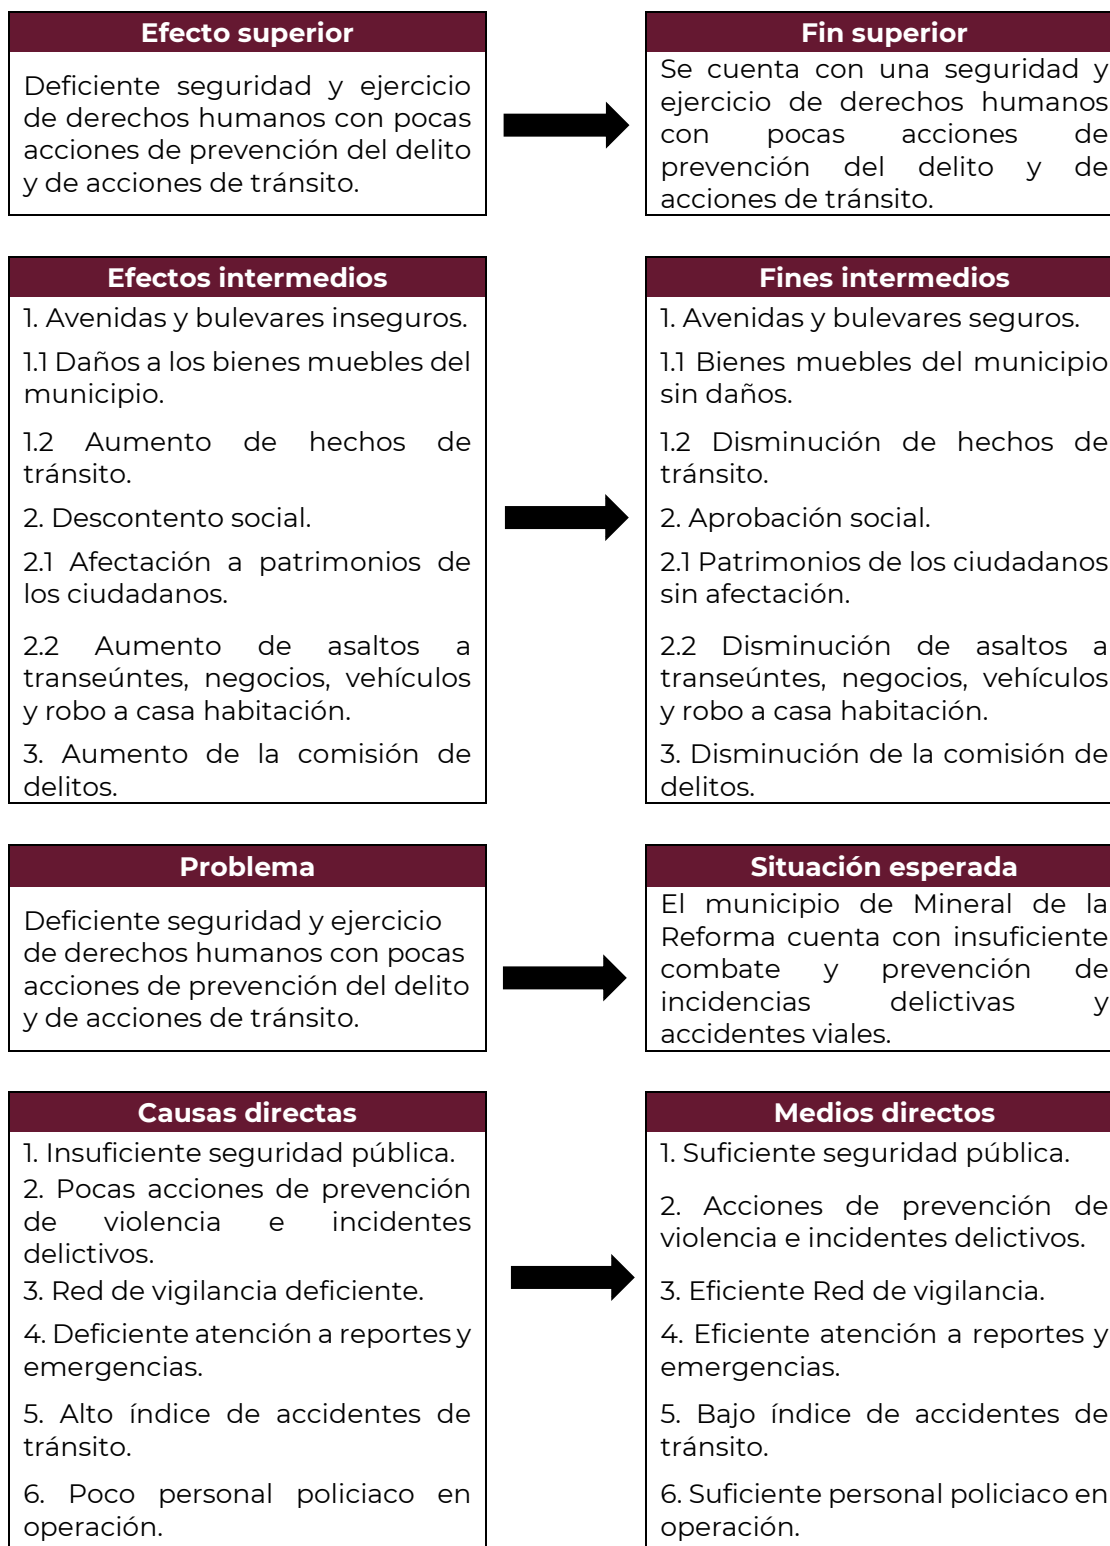 Efecto superior
Deficiente seguridad y ejercicio
de derechos humanos con pocas
acciones de prevención del delito
y de acciones de tránsito.
Fin superior
Se cuenta con una seguridad y
ejercicio de derechos humanos
con pocas acciones de
prevención del delito y de
acciones de tránsito.
Efectos intermedios
1. Avenidas y bulevares inseguros.
1.1 Daños a los bienes muebles del
municipio.
1.2 Aumento de hechos de
tránsito.
2. Descontento social.
2.1 Afectación a patrimonios de
los ciudadanos.
2.2 Aumento de asaltos a
transeúntes, negocios, vehículos
y robo a casa habitación.
3. Aumento de la comisión de
delitos.
Fines intermedios
1. Avenidas y bulevares seguros.
1.1 Bienes muebles del municipio
sin daños.
1.2 Disminución de hechos de
tránsito.
2. Aprobación social.
2.1 Patrimonios de los ciudadanos
sin afectación.
2.2 Disminución de asaltos a
transeúntes, negocios, vehículos
y robo a casa habitación.
3. Disminución de la comisión de
delitos.
Problema
Deficiente seguridad y ejercicio
de derechos humanos con pocas
acciones de prevención del delito
y de acciones de tránsito.
Situación esperada
El municipio de Mineral de la
Reforma cuenta con insuficiente
combate y prevención de
incidencias delictivas y
accidentes viales.
Causas directas
1. Insuficiente seguridad pública.
2. Pocas acciones de prevención
de violencia e incidentes
delictivos.
3. Red de vigilancia deficiente.
4. Deficiente atención a reportes y
emergencias.
5. Alto índice de accidentes de
tránsito.
6. Poco personal policiaco en
operación.
Medios directos
1. Suficiente seguridad pública.
2. Acciones de prevención de
violencia e incidentes delictivos.
3. Eficiente Red de vigilancia.
4. Eficiente atención a reportes y
emergencias.
5. Bajo índice de accidentes de
tránsito.
6. Suficiente personal policiaco en
operación.